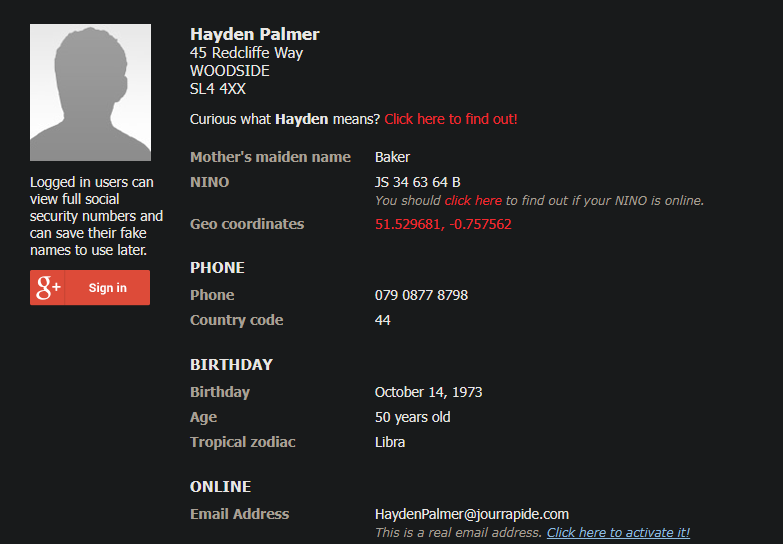 Hayden Palmer
45 Redcliffe Way
WOODSIDE
SL4 4XX
Curious what Hayden means? Click here to find out!
Mother's maiden name Baker
NINO JS 34 63 64 B
You should click here to find out if your NINO is online.
Geo coordinates 51.529681, -0.757562
Logged in users can
view full social
security numbers and
can save their fake
names to use later.
g+ Sign in
PHONE
Phone 079 0877 8798
Country code 44
BIRTHDAY
Birthday October 14, 1973
Age 50 years old
Tropical zodiac Libra
ONLINE
Email Address HaydenPalmer@jourrapide.com
This is a real email address. Click here to activate it!